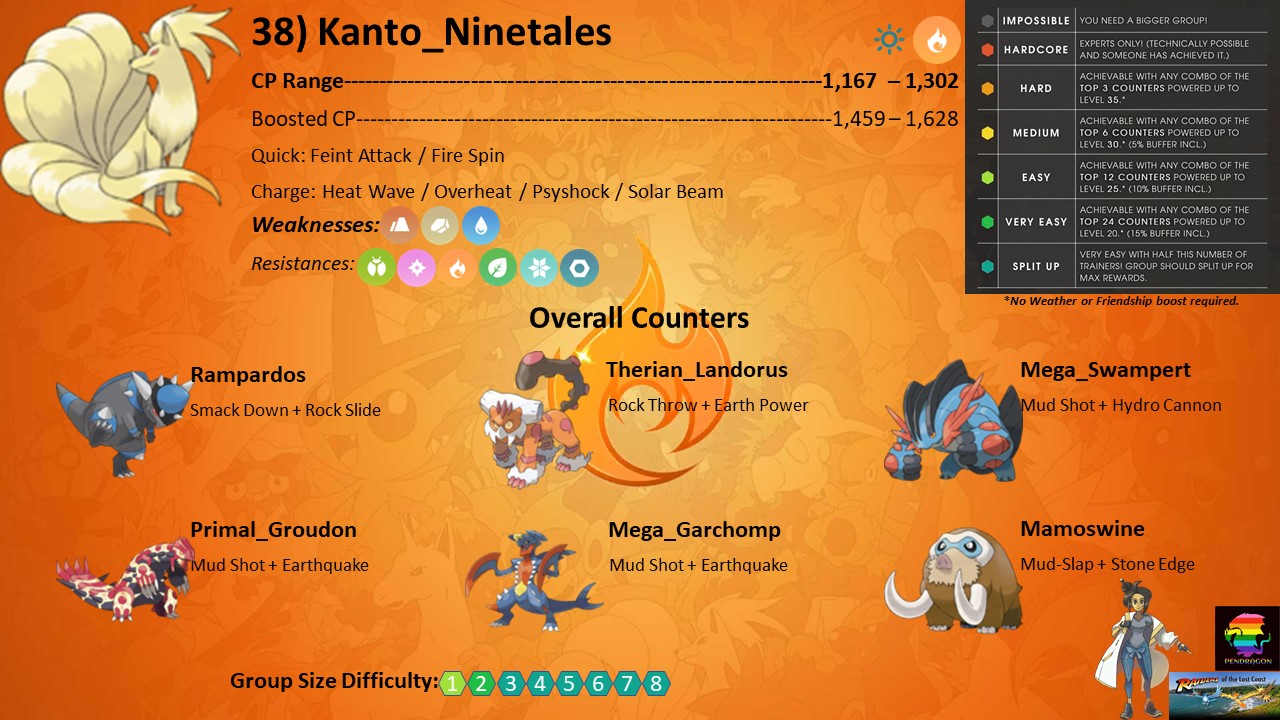 38) Kanto_Ninetales
CP Range------------------------------------------------------------------1,167 – 1,302
Boosted CP------------------------------------------------------------------1,459 – 1,628
Quick: Feint Attack / Fire Spin
Charge: Heat Wave / Overheat / Psyshock / Solar Beam
Weaknesses:
Resistances:
IMPOSSIBLE YOU NEED A BIGGER GROUP!
HARDCORE EXPERTS ONLY! (TECHNICALLY POSSIBLE
AND SOMEONE HAS ACHIEVED IT.)
HARD ACHIEVABLE WITH ANY COMBO OF THE
TOP 3 COUNTERS POWERED UP TO
LEVEL 35.*
MEDIUM ACHIEVABLE WITH ANY COMBO OF THE
TOP 6 COUNTERS POWERED UP TO
LEVEL 30.* (5% BUFFER INCL.)
EASY ACHIEVABLE WITH ANY COMBO OF THE
TOP 12 COUNTERS POWERED UP TO
LEVEL 25.* (10% BUFFER INCL.)
VERY EASY ACHIEVABLE WITH ANY COMBO OF THE
TOP 24 COUNTERS POWERED UP TO
LEVEL 20.* (15% BUFFER INCL.)
SPLIT UP VERY EASY WITH HALF THIS NUMBER OF
TRAINERS! GROUP SHOULD SPLIT UP FOR
MAX REWARDS.
*No Weather or Friendship boost required.
Overall Counters
Rampardos
Smack Down + Rock Slide
Therian_Landorus
Rock Throw + Earth Power
Mega_Swampert
Mud Shot + Hydro Cannon
Primal_Groudon
Mud Shot + Earthquake
Mega_Garchomp
Mud Shot + Earthquake
Mamoswine
Mud-Slap + Stone Edge
Group Size Difficulty: 1 2 3 4 5 6 7 8
PENDRAGON
RAIDERS of the Lost Coast